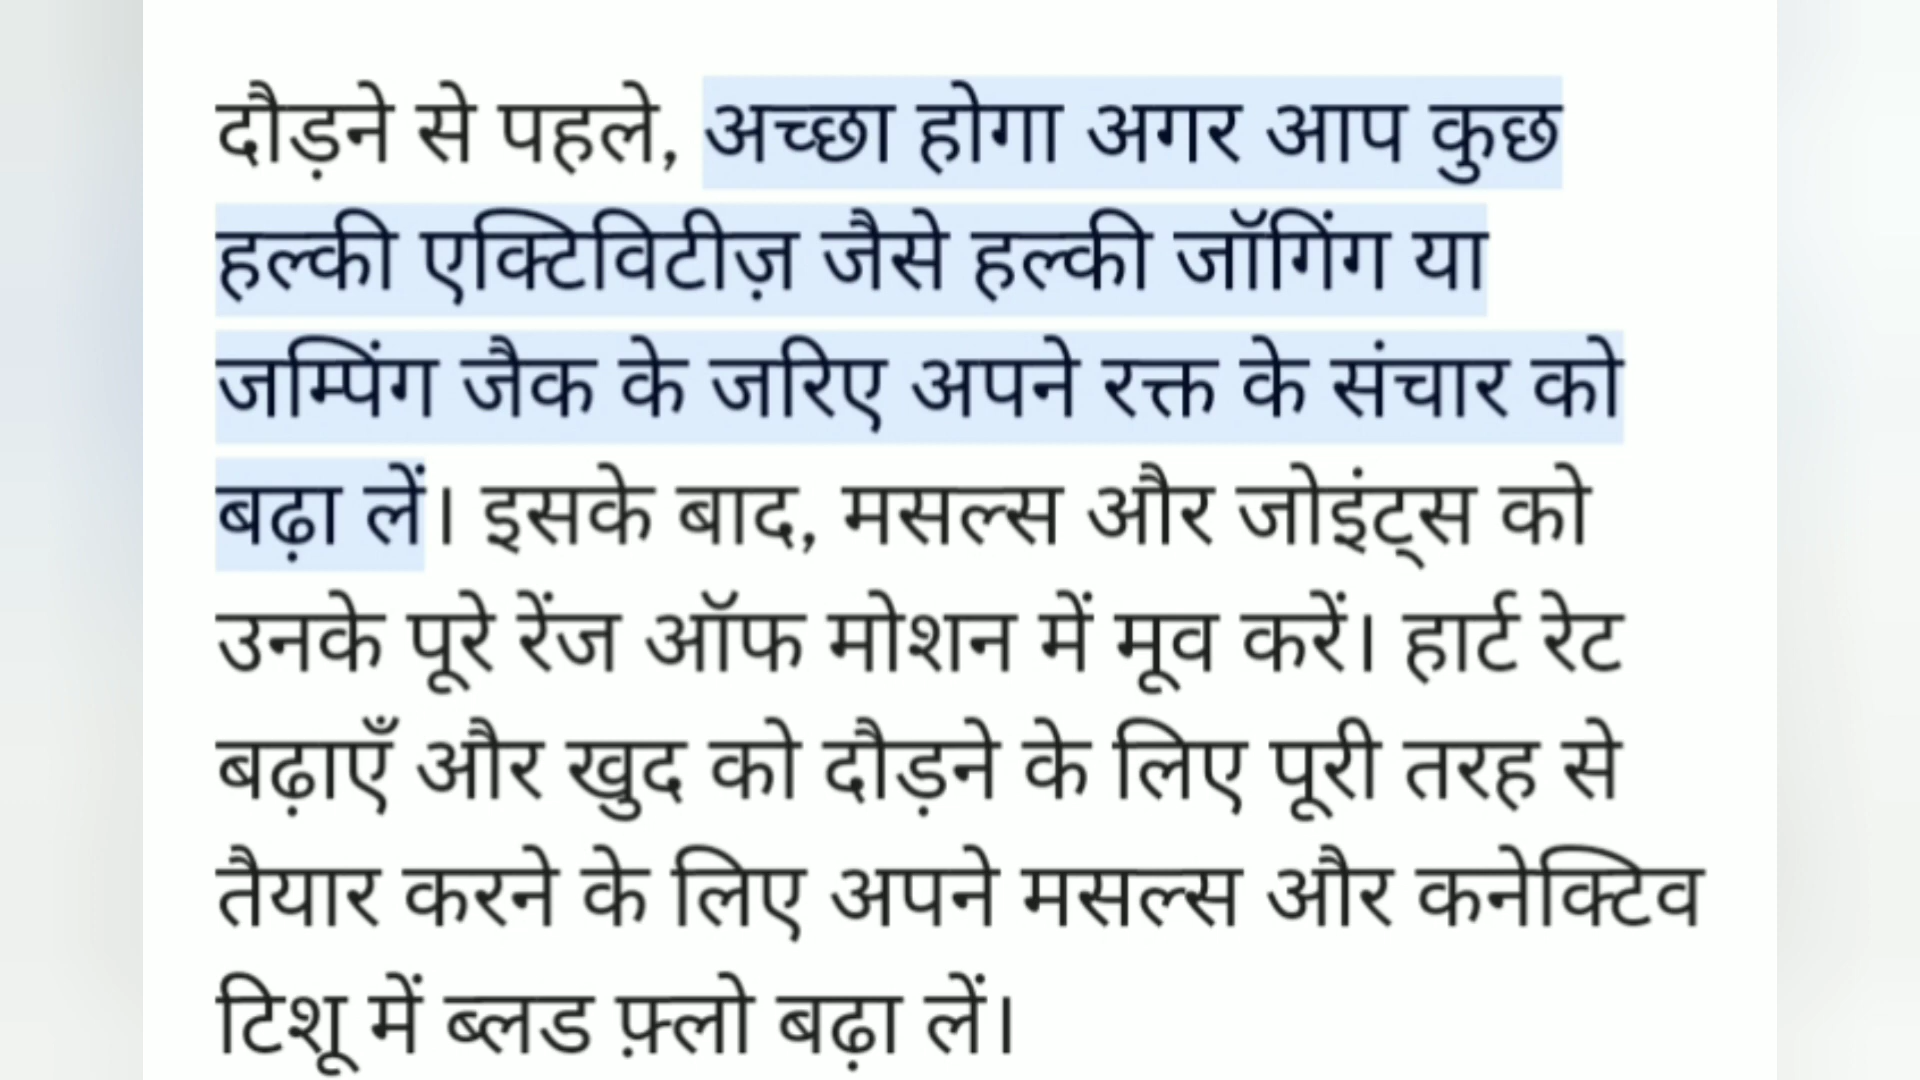 दौड़ने से पहले, अच्छा होगा अगर आप कुछ
हल्की एक्टिविटीज़ जैसे हल्की जॉगिंग या
जम्पिंग जैक के जरिए अपने रक्त के संचार को
बढ़ा लें। इसके बाद, मसल्स और जोइंट्स को
उनके पूरे रेंज ऑफ मोशन में मूव करें। हार्ट रेट
बढ़ाएँ और खुद को दौड़ने के लिए पूरी तरह से
तैयार करने के लिए अपने मसल्स और कनेक्टिव
टिशू में ब्लड फ़्लो बढ़ा लें।